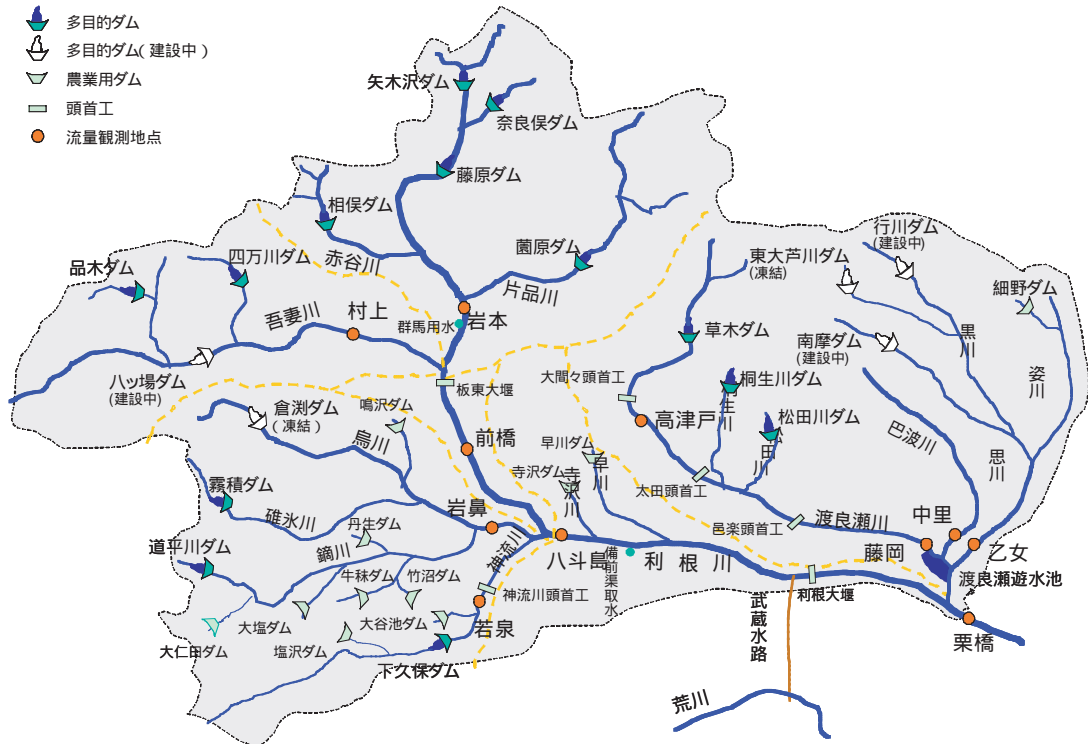 多目的ダム
多目的ダム(建設中)
農業用ダム
頭首工
流量観測地点
矢木沢ダム
奈良俣ダム
藤原ダム
相俣ダム
赤谷川
薗原ダム
片品川
品木ダム
四万川ダム
吾妻川
村上
群馬用水
岩本
八ッ場ダム
(建設中)
板東大堰
行川ダム
(建設中)
東大芦川ダム
(凍結)
細野ダム
黒川
南摩ダム
(建設中)
姿川
草木ダム
大間々頭首工
桐生川ダム
桐生川
高津戸
松田川ダム
松田川
巴波川
思川
倉渕ダム
(凍結)
鳴沢ダム
烏川
前橋
早川ダム
早川
寺沢ダム
寺沢川
太田頭首工
邑楽頭首工
渡良瀬川
中里
藤岡
乙女
渡良瀬遊水池
霧積ダム
碓氷川
丹生ダム
岩鼻
道平川ダム
鏑川
神流川
八斗島
備前渠取水
利根川
牛秣ダム
竹沼ダム
神流川頭首工
利根大堰
大塩ダム
大谷池ダム
若泉
武蔵水路
栗橋
大仁田ダム
塩沢ダム
下久保ダム
荒川